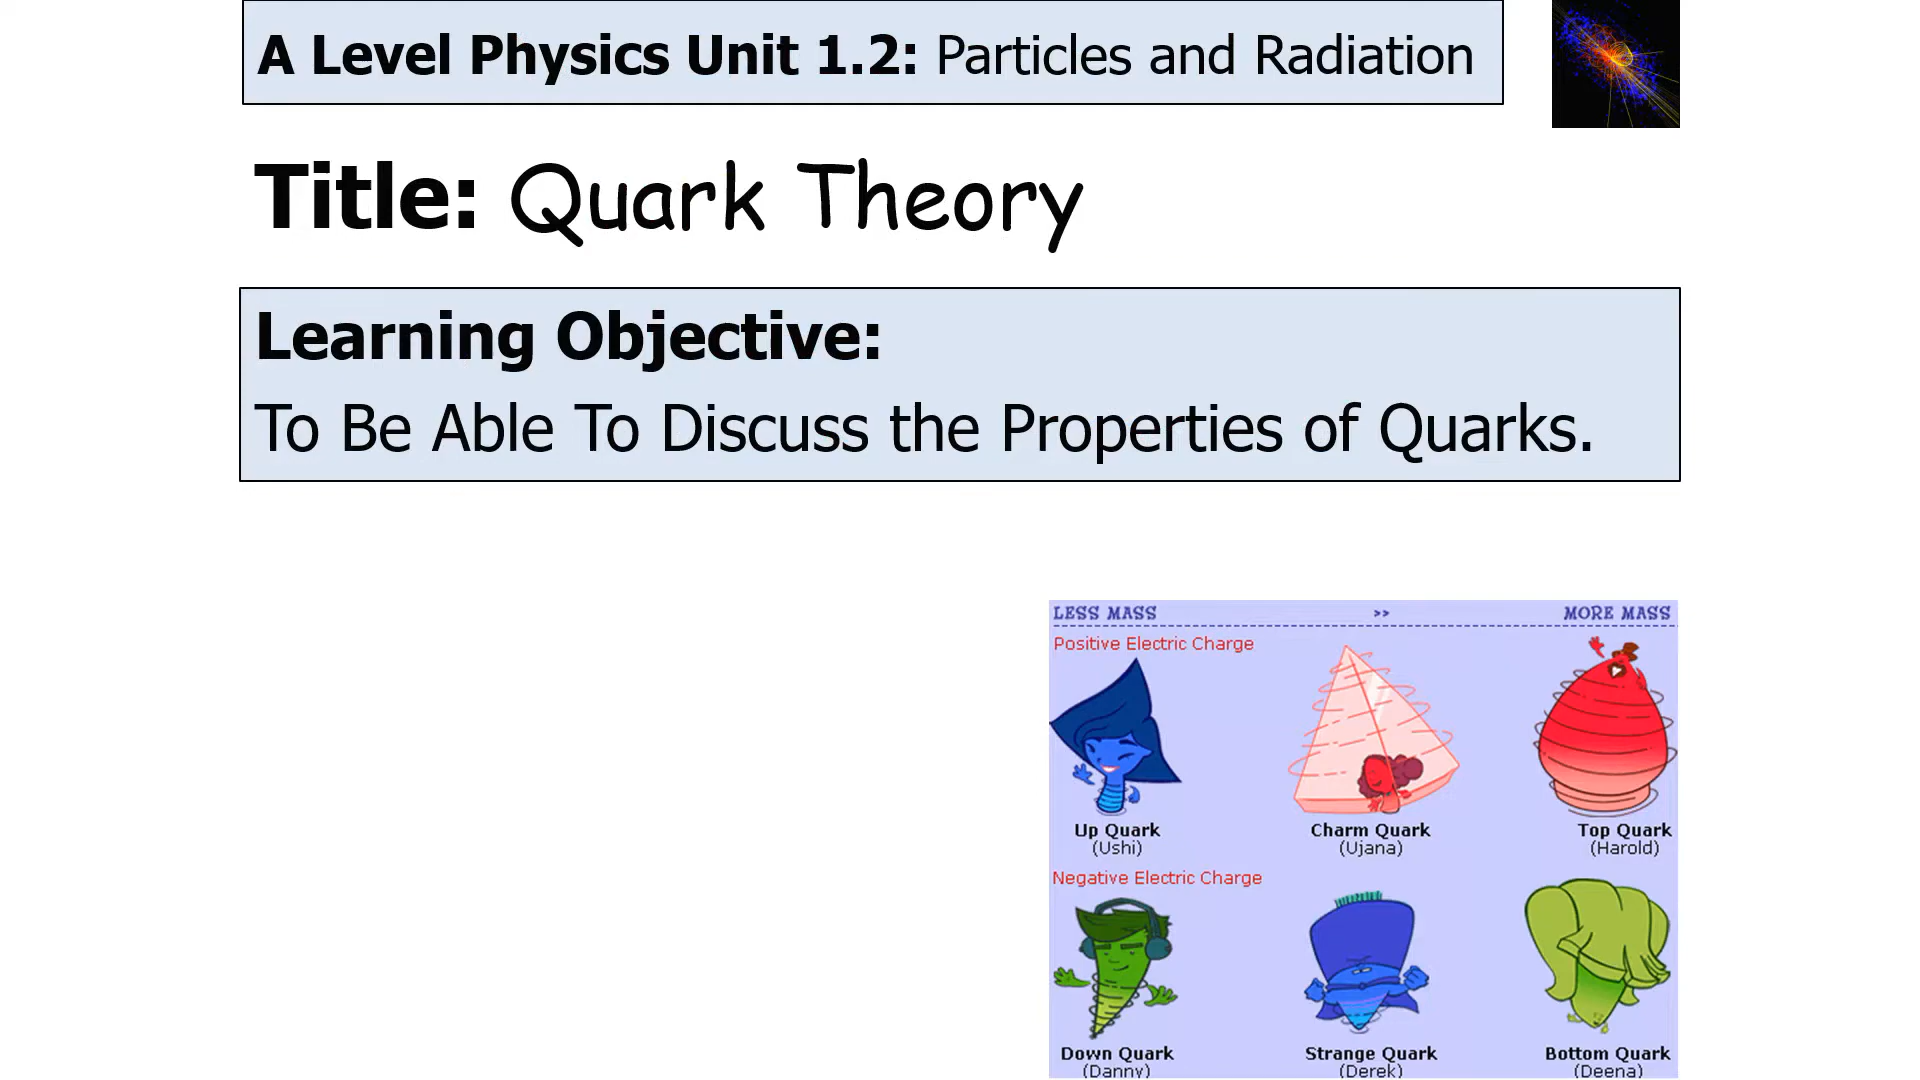 A Level Physics Unit 1.2: Particles and Radiation
Title: Quark Theory
Learning Objective:
To Be Able To Discuss the Properties of Quarks.
LESS MASS >> MORE MASS
Positive Electric Charge
Up Quark Charm Quark Top Quark
(Ushi) (Ujana) (Harold)
Negative Electric Charge
Down Quark Strange Quark Bottom Quark
(Danny) (Derek) (Deena)